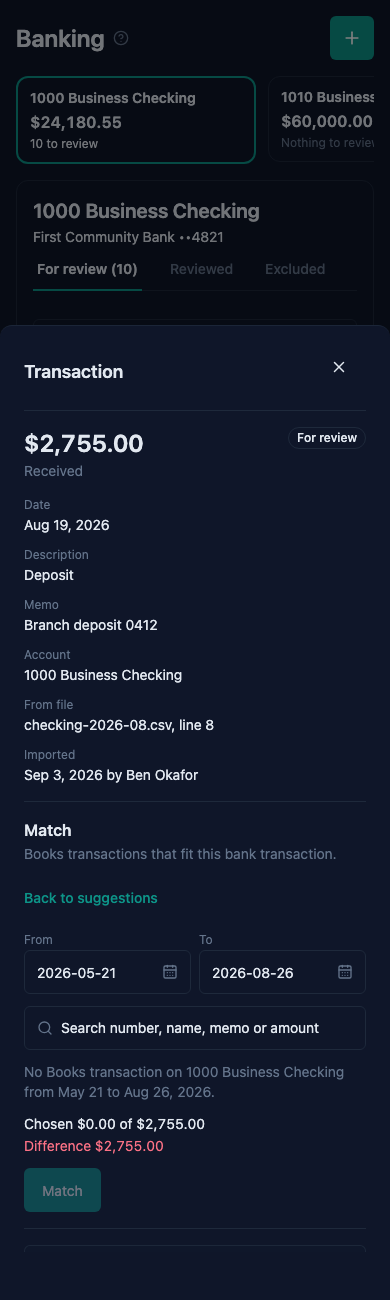 Banking
1000 Business Checking
$24,180.55
10 to review
1010 Business
$60,000.00
Nothing to review
1000 Business Checking
First Community Bank ••4821
For review (10)
Reviewed
Excluded
Transaction
$2,755.00
For review
Received
Date
Aug 19, 2026
Description
Deposit
Memo
Branch deposit 0412
Account
1000 Business Checking
From file
checking-2026-08.csv, line 8
Imported
Sep 3, 2026 by Ben Okafor
Match
Books transactions that fit this bank transaction.
Back to suggestions
From
To
2026-05-21
2026-08-26
Search number, name, memo or amount
No Books transaction on 1000 Business Checking
from May 21 to Aug 26, 2026.
Chosen $0.00 of $2,755.00
Difference $2,755.00
Match